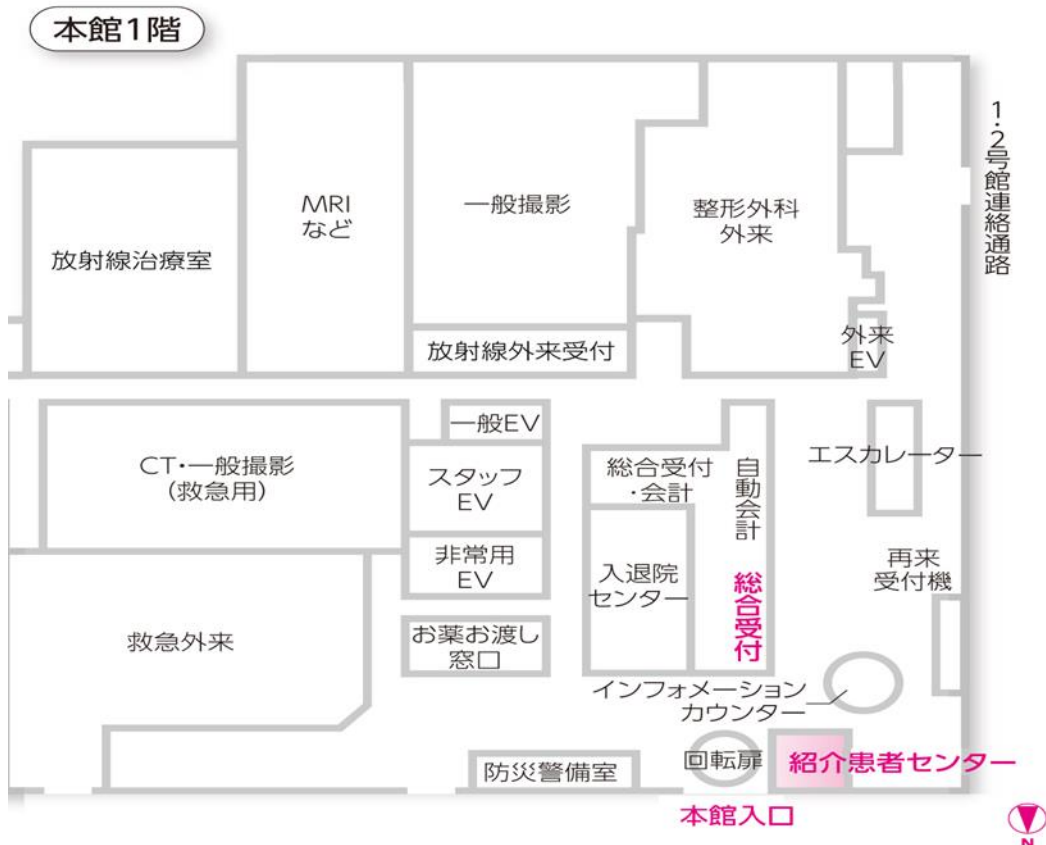 本館1階
1・2号館連絡通路
MRI
など
一般撮影
整形外科
外来
放射線治療室
放射線外来受付
外来
EV
一般EV
CT・一般撮影
(救急用)
スタッフ
EV
総合受付
・会計
自動会計
エスカレーター
非常用
EV
入退院
センター
総合受付
再来
受付機
救急外来
お薬お渡し
窓口
インフォメーション
カウンター
防災警備室
回転扉
紹介患者センター
本館入口
N